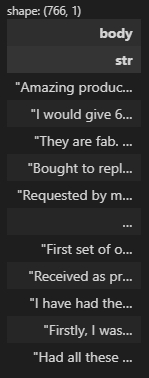 shape: (766, 1)
body
str
"Amazing produc...
"I would give 6...
"They are fab. ...
"Bought to repl...
"Requested by m...
...
"First set of o...
"Received as pr...
"I have had the...
"Firstly, I was...
"Had all these ...